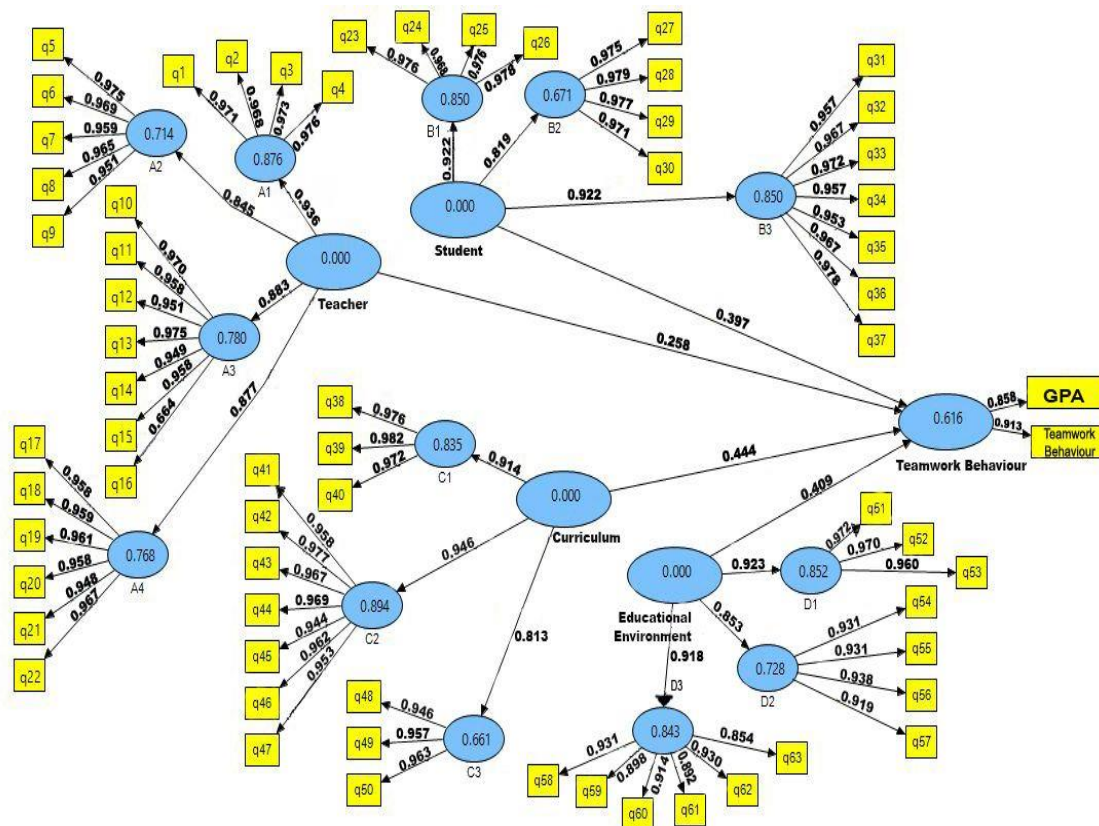 q5
q6
q7
q8
q9
0.975
0.969
0.959
0.965
0.951
0.714
A2
q1
q2
q3
q4
0.971
0.968
0.973
0.976
0.876
A1
0.845
0.936
0.000
Teacher
q10
q11
q12
q13
q14
q15
q16
0.970
0.958
0.951
0.975
0.949
0.958
0.664
0.780
A3
0.883
0.877
q17
q18
q19
q20
q21
q22
0.958
0.959
0.961
0.958
0.948
0.967
0.768
A4
q23
q24
q25
q26
0.976
0.968
0.976
0.978
0.850
B1
0.922
0.819
0.000
Student
q27
q28
q29
q30
0.975
0.979
0.977
0.971
0.671
B2
0.922
q31
q32
q33
q34
q35
q36
q37
0.957
0.967
0.972
0.957
0.953
0.967
0.978
0.850
B3
0.397
0.258
0.444
0.409
0.616
Teamwork Behaviour
0.858
GPA
0.913
Teamwork
Behaviour
q38
q39
q40
0.976
0.982
0.972
0.835
C1
0.914
0.000
Curriculum
q41
q42
q43
q44
q45
q46
q47
0.958
0.977
0.967
0.969
0.944
0.962
0.953
0.894
C2
0.946
0.813
q48
q49
q50
0.946
0.957
0.963
0.661
C3
0.000
Educational
Environment
0.923
0.853
0.918
q51
q52
q53
0.972
0.970
0.960
0.852
D1
q54
q55
q56
q57
0.931
0.931
0.938
0.919
0.728
D2
D3
0.843
q58
q59
q60
q61
q62
q63
0.931
0.898
0.914
0.892
0.930
0.854